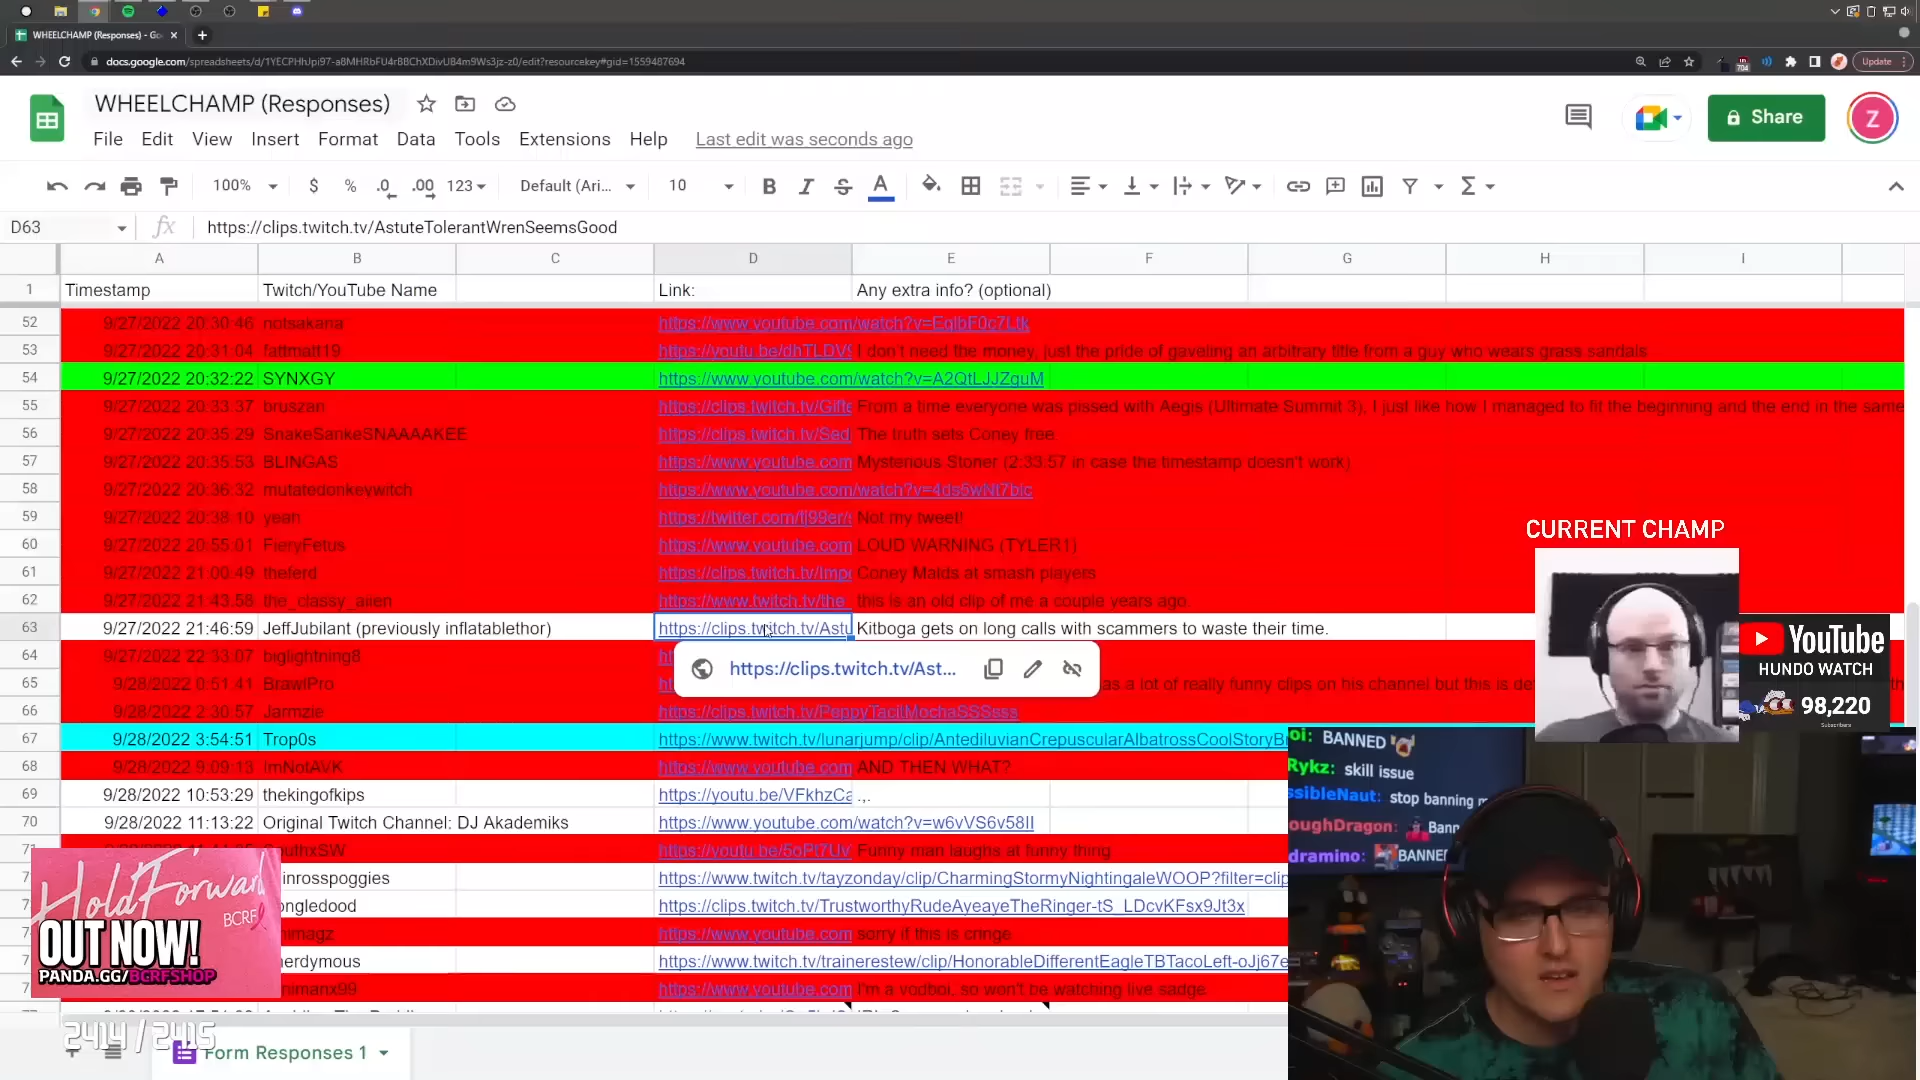 WHEELCHAMP (Responses) - Go
docs.google.com/spreadsheets/d/1YECPHhJpi97-a8MHRbFU4rBBChXDivU84m9Ws3jz-z0/edit?resourcekey#gid=1559487694
704
Update
WHEELCHAMP (Responses)
File Edit View Insert Format Data Tools Extensions Help Last edit was seconds ago
Share
Z
100% $ % .0 .00 123 Default (Ari... 10 B I S A
D63 fx https://clips.twitch.tv/AstuteTolerantWrenSeemsGood
A B C D E F G H I
1 Timestamp Twitch/YouTube Name Link: Any extra info? (optional)
52 9/27/2022 20:30:46 notsakana https://www.youtube.com/watch?v=EqlbF0c7Ltk
53 9/27/2022 20:31:04 fattmatt19 https://youtu.be/dhTLDV I don't need the money, just the pride of gaveling an arbitrary title from a guy who wears grass sandals
54 9/27/2022 20:32:22 SYNXGY https://www.youtube.com/watch?v=A2QtLJJZguM
55 9/27/2022 20:33:37 bruszan https://clips.twitch.tv/Gifte From a time everyone was pissed with Aegis (Ultimate Summit 3), I just like how I managed to fit the beginning and the end in the same
56 9/27/2022 20:35:29 SnakeSankeSNAAAAKEE https://clips.twitch.tv/Sed The truth sets Coney free.
57 9/27/2022 20:35:53 BLINGAS https://www.youtube.com Mysterious Stoner (2:33:57 in case the timestamp doesn't work)
58 9/27/2022 20:36:32 mutatedonkeywitch https://www.youtube.com/watch?v=4ds5wNt7bIc
59 9/27/2022 20:38:10 yeah https://twitter.com/tj99er/s Not my tweet!
60 9/27/2022 20:55:01 FieryFetus https://www.youtube.com LOUD WARNING (TYLER1)
61 9/27/2022 21:00:49 theferd https://clips.twitch.tv/Impe Coney Malds at smash players
62 9/27/2022 21:43:58 the_classy_alien https://www.twitch.tv/the_ this is an old clip of me a couple years ago
63 9/27/2022 21:46:59 JeffJubilant (previously inflatablethor) https://clips.twitch.tv/Astu Kitboga gets on long calls with scammers to waste their time.
64 9/27/2022 22:33:07 biglightning8
https://clips.twitch.tv/Ast...
65 9/28/2022 0:51:41 BrawlPro as a lot of really funny clips on his channel but this is de
66 9/28/2022 2:30:57 Jarmzie https://clips.twitch.tv/PeppyTacitMochaSSSsss
67 9/28/2022 3:54:51 Trop0s https://www.twitch.tv/lunarjump/clip/AntediluvianCrepuscularAlbatrossCoolStoryBr
68 9/28/2022 9:09:13 ImNotAVK https://www.youtube.com AND THEN WHAT?
69 9/28/2022 10:53:29 thekingofkips https://youtu.be/VFkhzCa .,.
70 9/28/2022 11:13:22 Original Twitch Channel: DJ Akademiks https://www.youtube.com/watch?v=w6vVS6v58II
outhxSW https://youtu.be/5oPt7UV Funny man laughs at funny thing
inrosspoggies https://www.twitch.tv/tayzonday/clip/CharmingStormyNightingaleWOOP?filter=clip
ongledood https://clips.twitch.tv/TrustworthyRudeAyeayeTheRinger-tS_LDcvKFsx9Jt3x
nimagz https://www.youtube.com sorry if this is cringe
nerdymous https://www.twitch.tv/trainerestew/clip/HonorableDifferentEagleTBTacoLeft-oJj67e
nimanx99 https://www.youtube.com I'm a vodboi, so won't be watching live sadge
Form Responses 1
CURRENT CHAMP
YouTube
HUNDO WATCH
98,220
Subscribers
oi: BANNED
Rykz: skill issue
ssibleNaut: stop banning m
oughDragon: Bann
dramino: BANNED
HoldForward
BCRF
OUT NOW!
PANDA.GG/BCRFSHOP
2414 / 2415